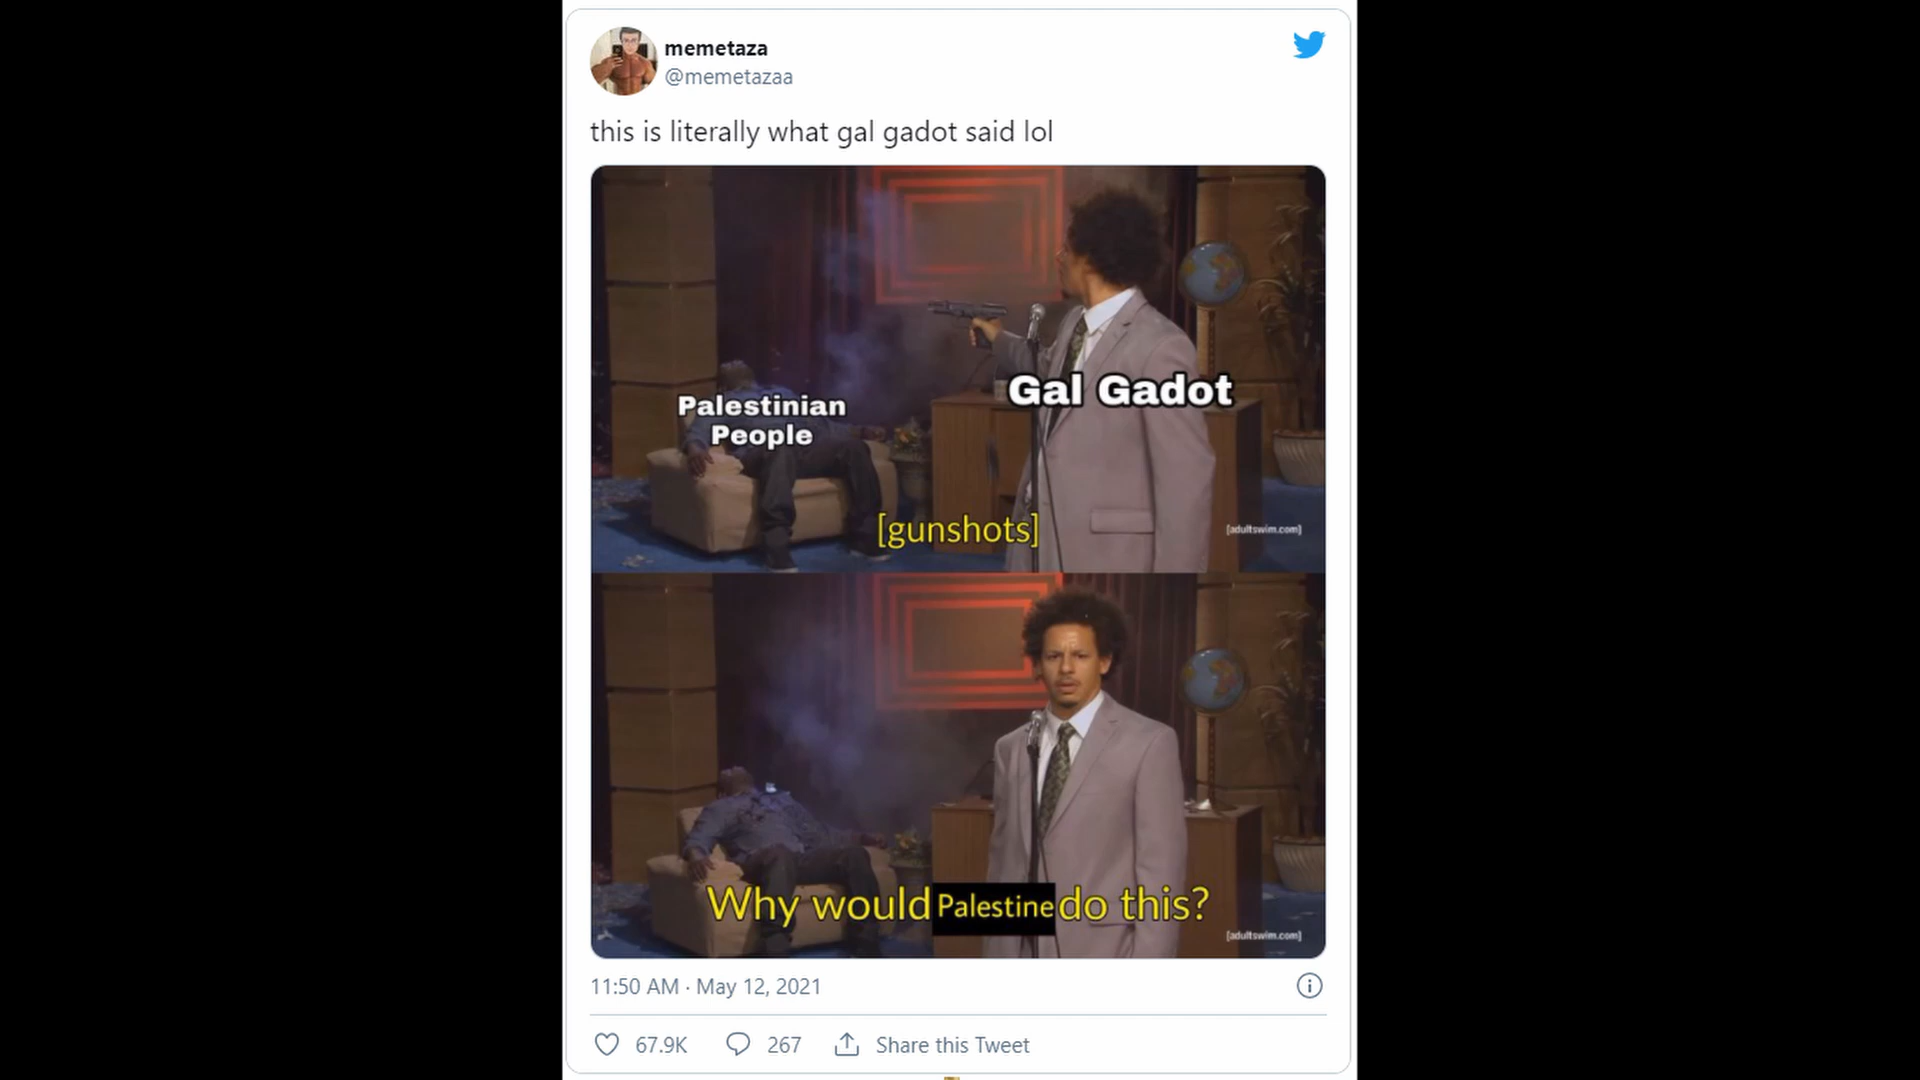 memetaza
@memetazaa
this is literally what gal gadot said lol
Gal Gadot
Palestinian
People
[gunshots]
[adultswim.com]
Why would Palestine do this?
[adultswim.com]
11:50 AM · May 12, 2021
67.9K 267 Share this Tweet